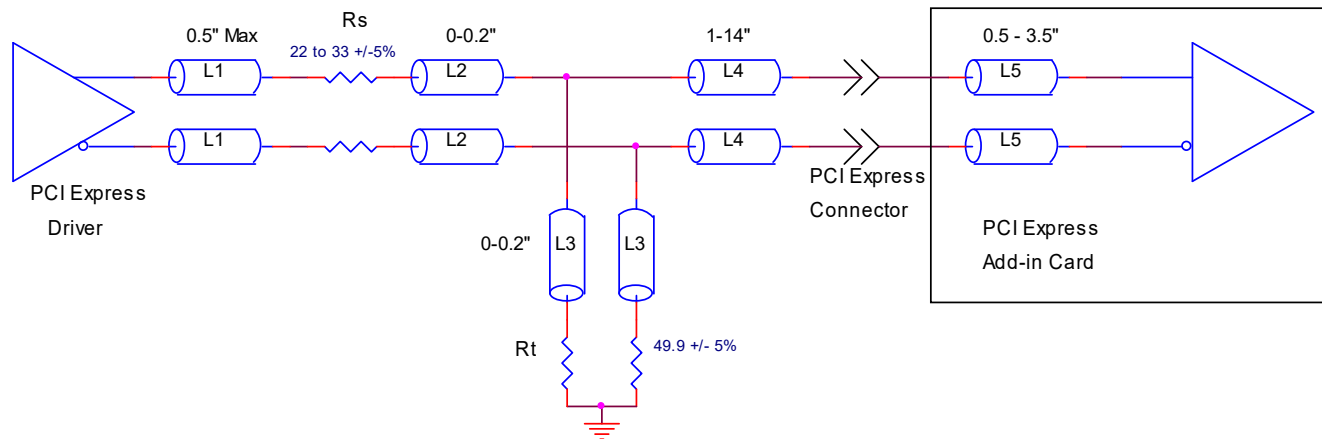 Rs
0.5" Max
22 to 33 +/-5%
0-0.2"
1-14"
0.5 - 3.5"
L1
L2
L4
L5
L1
L2
L4
L5
PCI Express
Driver
PCI Express
Connector
0-0.2"
L3
L3
PCI Express
Add-in Card
Rt
49.9 +/- 5%